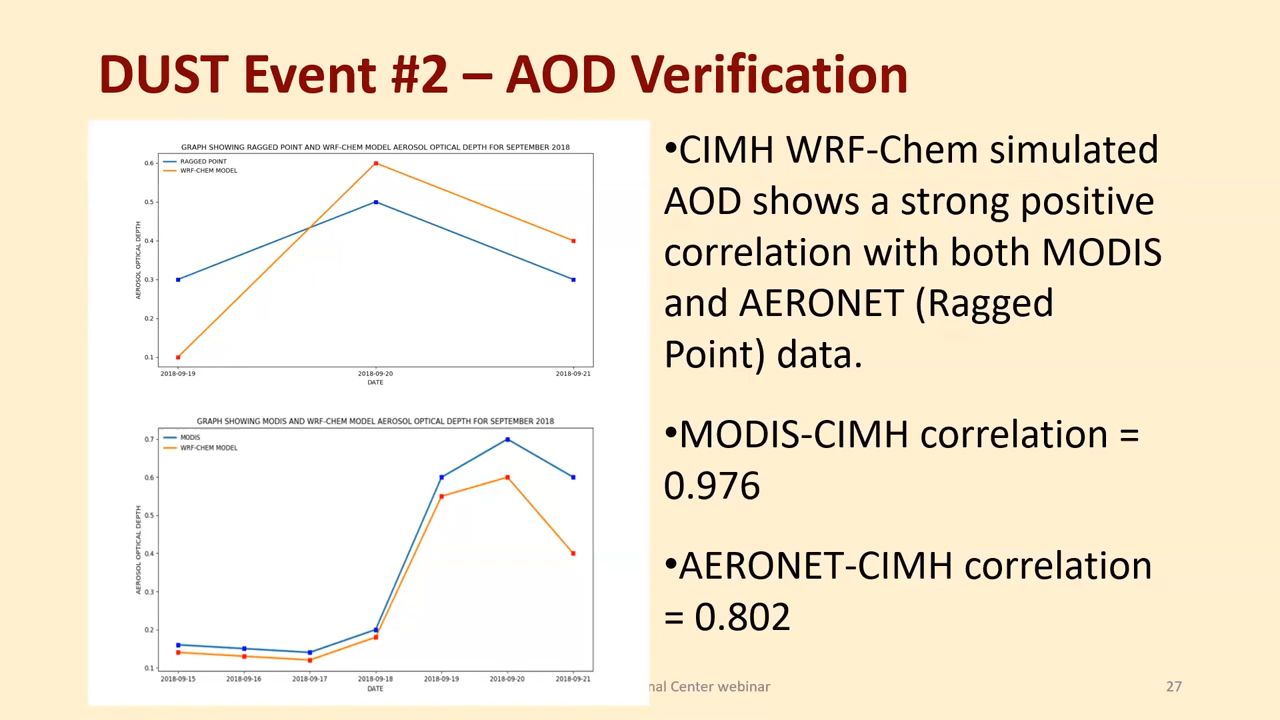 DUST Event #2 – AOD Verification
GRAPH SHOWING RAGGED POINT AND WRF-CHEM MODEL AEROSOL OPTICAL DEPTH FOR SEPTEMBER 2018
RAGGED POINT
WRF-CHEM MODEL
AEROSOL OPTICAL DEPTH
0.6
0.5
0.4
0.3
0.2
0.1
2018-09-19 2018-09-20 2018-09-21
DATE
GRAPH SHOWING MODIS AND WRF-CHEM MODEL AEROSOL OPTICAL DEPTH FOR SEPTEMBER 2018
MODIS
WRF-CHEM MODEL
AEROSOL OPTICAL DEPTH
0.7
0.6
0.5
0.4
0.3
0.2
0.1
2018-09-15 2018-09-16 2018-09-17 2018-09-18 2018-09-19 2018-09-20 2018-09-21
DATE
•CIMH WRF-Chem simulated
AOD shows a strong positive
correlation with both MODIS
and AERONET (Ragged
Point) data.
•MODIS-CIMH correlation =
0.976
•AERONET-CIMH correlation
= 0.802
nal Center webinar
27